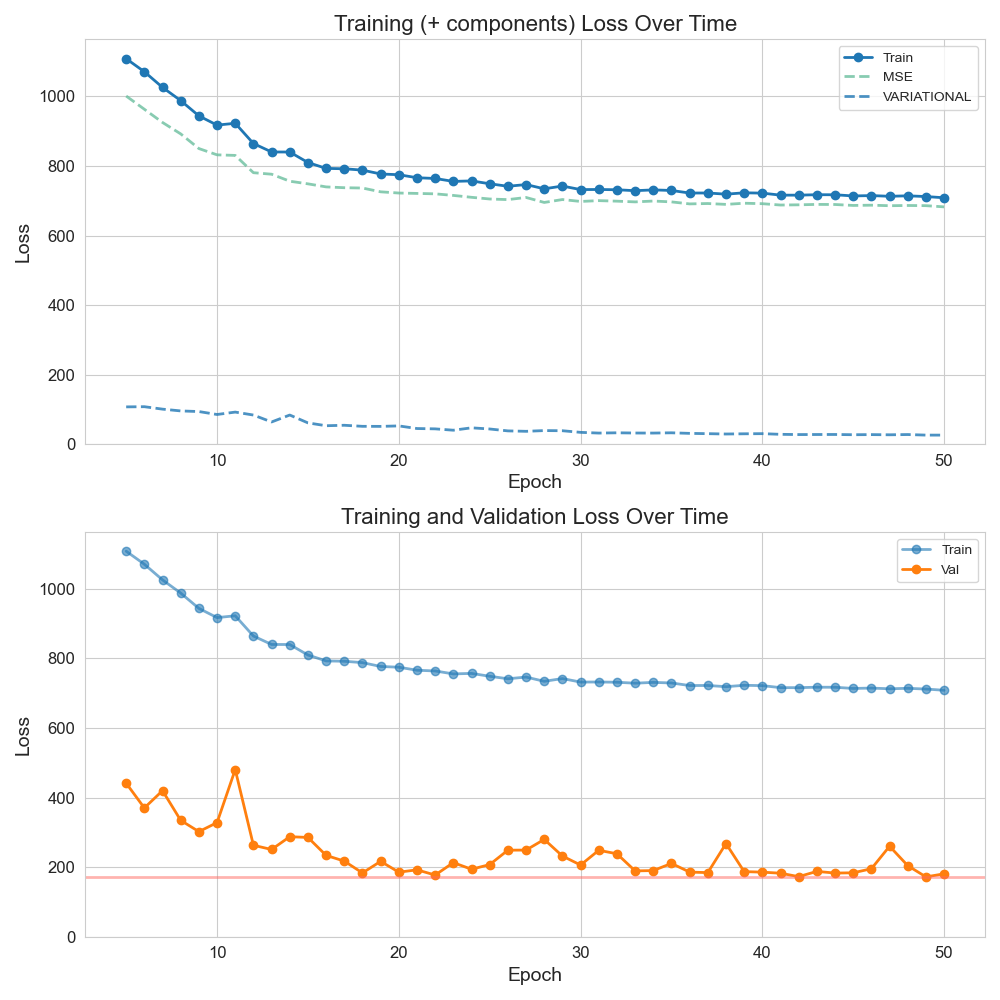 Training (+ components) Loss Over Time
Train
MSE
VARIATIONAL
1000
800
600
400
200
0
Loss
10 20 30 40 50
Epoch
Training and Validation Loss Over Time
Train
Val
1000
800
600
400
200
0
Loss
10 20 30 40 50
Epoch